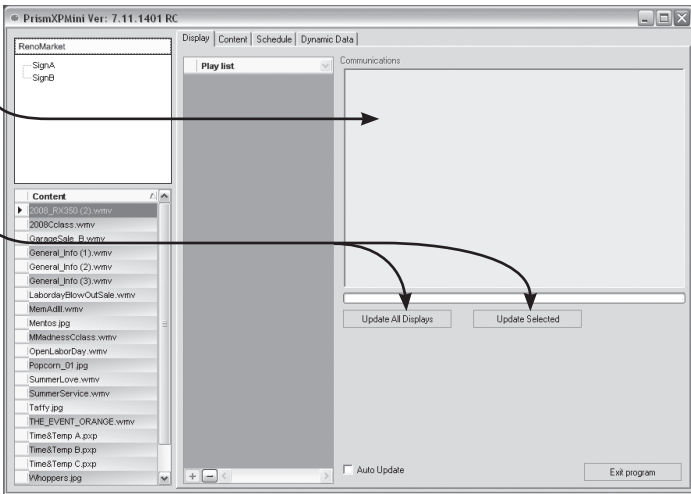 PrismXPMini Ver: 7.11.1401 RC
RenoMarket
SignA
SignB
Content
2008_RX350 (2).wmv
2008Cclass.wmv
GarageSale_B.wmv
General_Info (1).wmv
General_Info (2).wmv
General_Info (3).wmv
LabordayBlowOutSale.wmv
MemAdIII.wmv
Mentos.jpg
MMadnessCclass.wmv
OpenLaborDay.wmv
Popcorn_01.jpg
SummerLove.wmv
SummerService.wmv
Taffy.jpg
THE_EVENT_ORANGE.wmv
Time&Temp A.pxp
Time&Temp B.pxp
Time&Temp C.pxp
Whoppers.jpg
Display Content Schedule Dynamic Data
Play list
Communications
Update All Displays Update Selected
Auto Update
Exit program